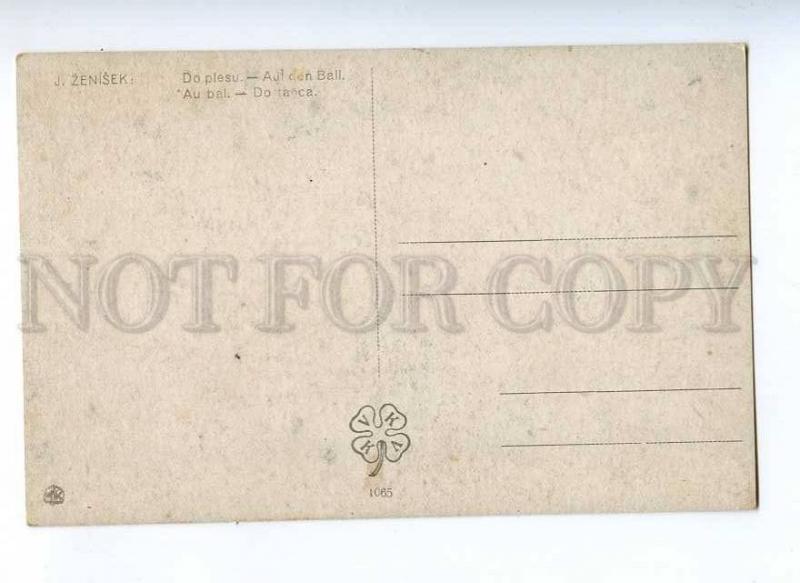 J. ŽENÍŠEK: Do plesu. — Auf den Ball.
Au bal. — Do tańca.
NOT FOR COPY
V K
K V
1065